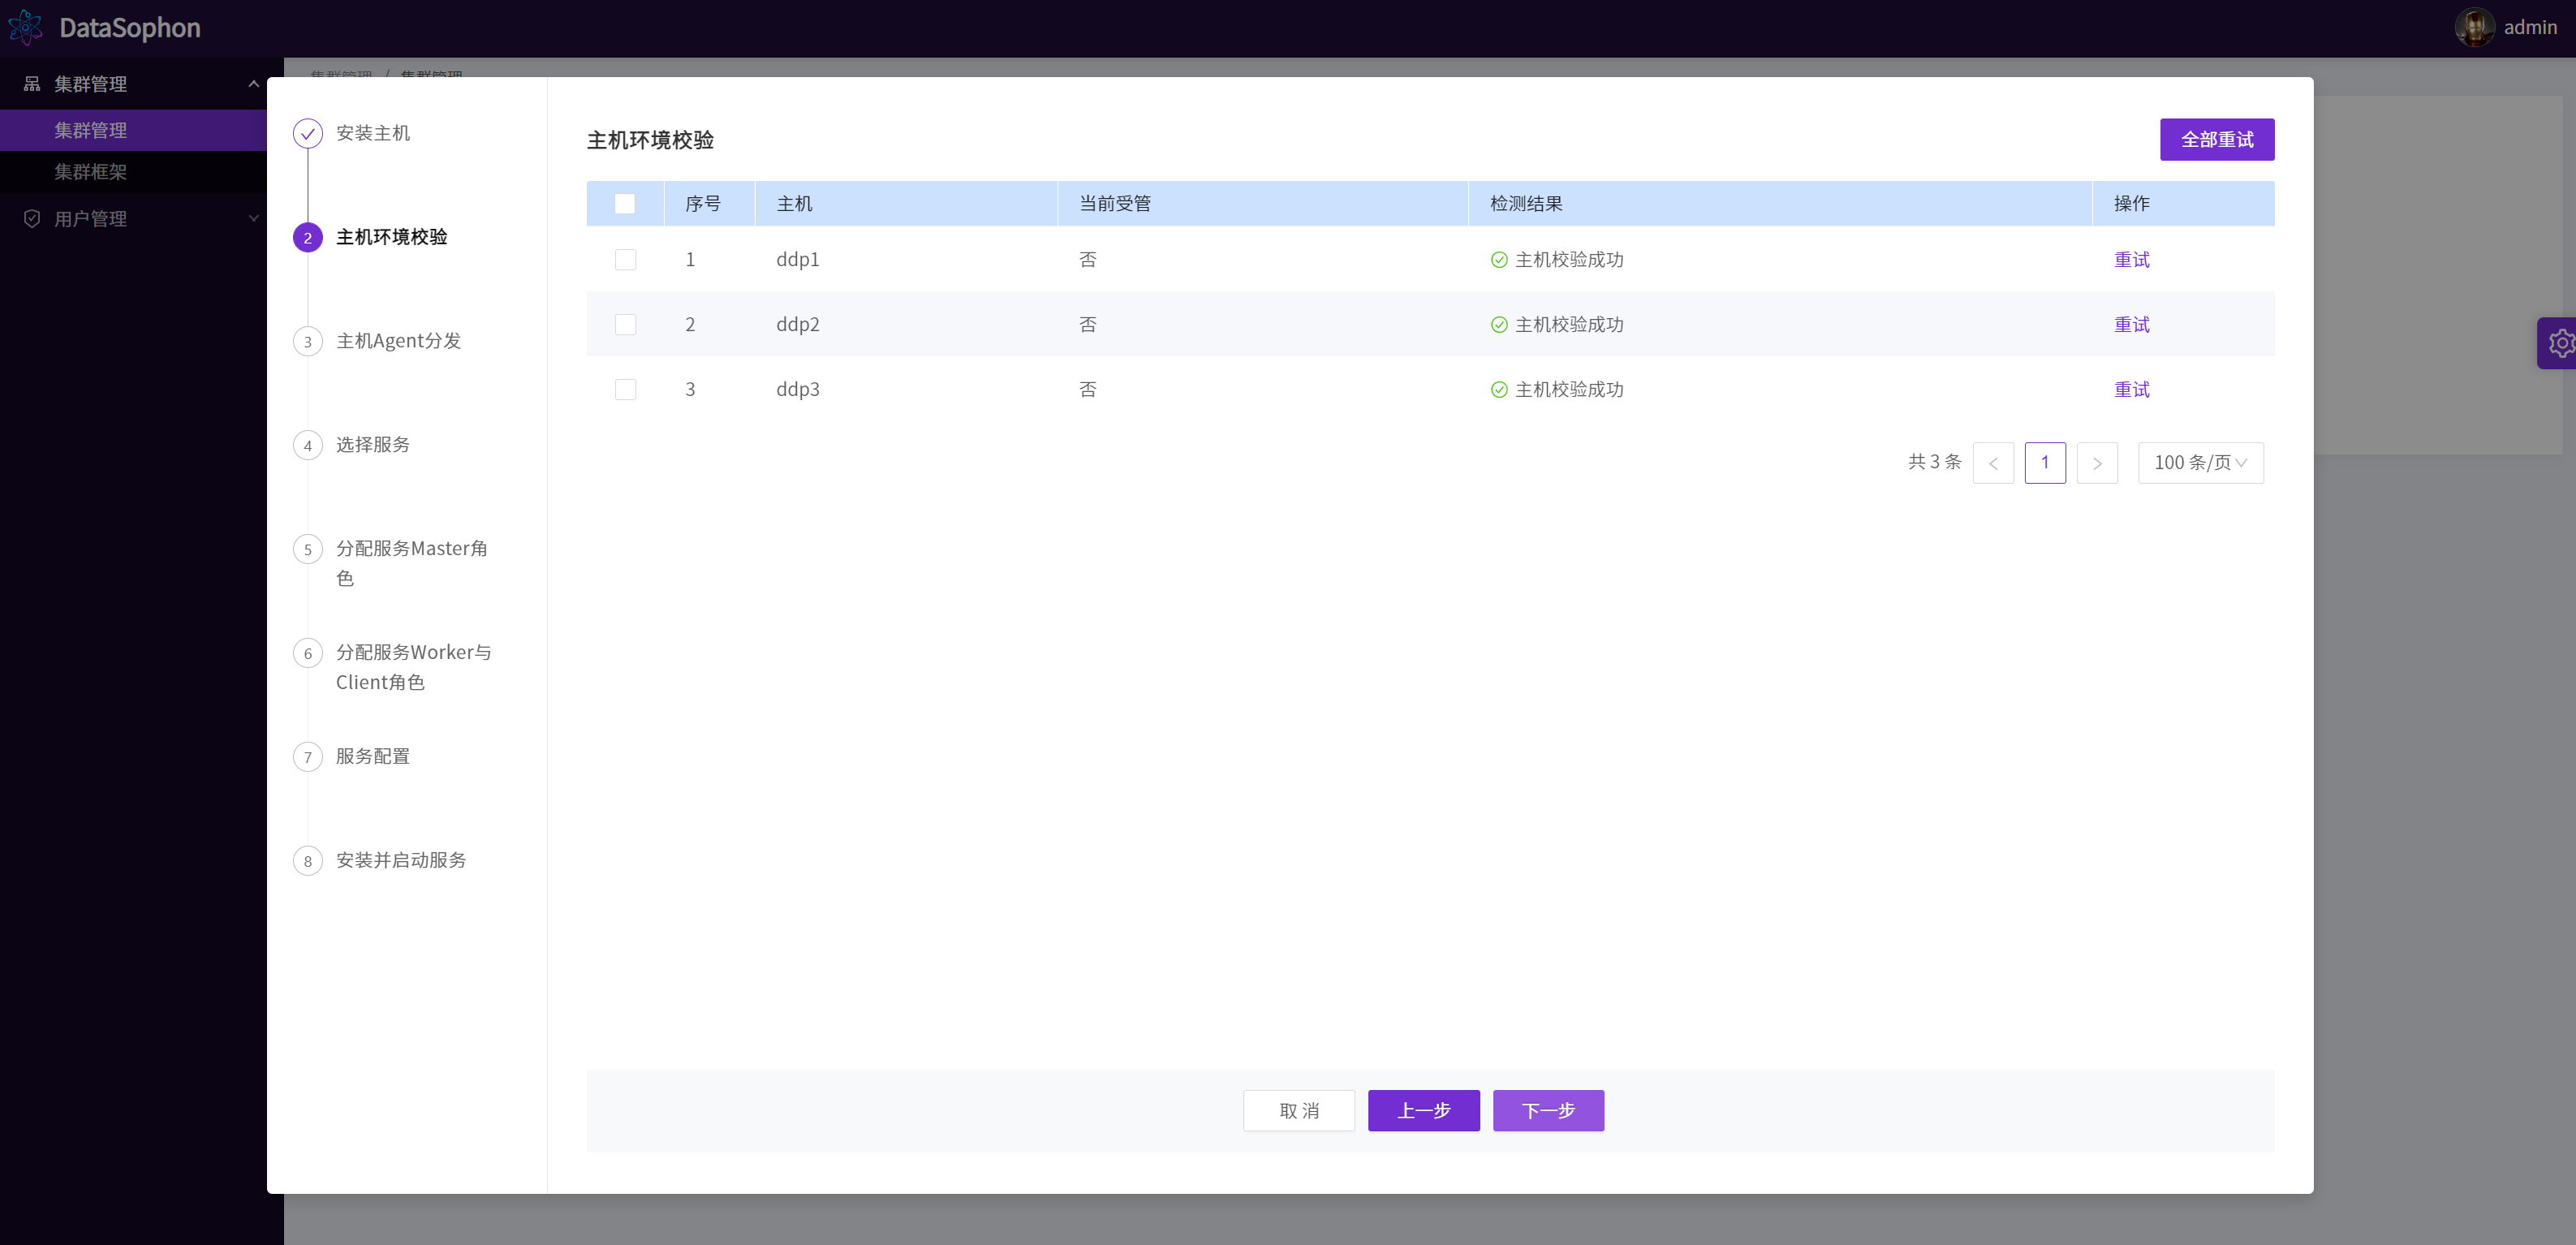 DataSophon
admin
集群管理
集群管理
集群框架
用户管理
集群管理 / 集群管理
安装主机
2 主机环境校验
3 主机Agent分发
4 选择服务
5 分配服务Master角
色
6 分配服务Worker与
Client角色
7 服务配置
8 安装并启动服务
主机环境校验
全部重试
序号 主机 当前受管 检测结果 操作
1 ddp1 否 主机校验成功 重试
2 ddp2 否 主机校验成功 重试
3 ddp3 否 主机校验成功 重试
共 3 条 < 1 > 100 条/页
取 消 上一步 下一步